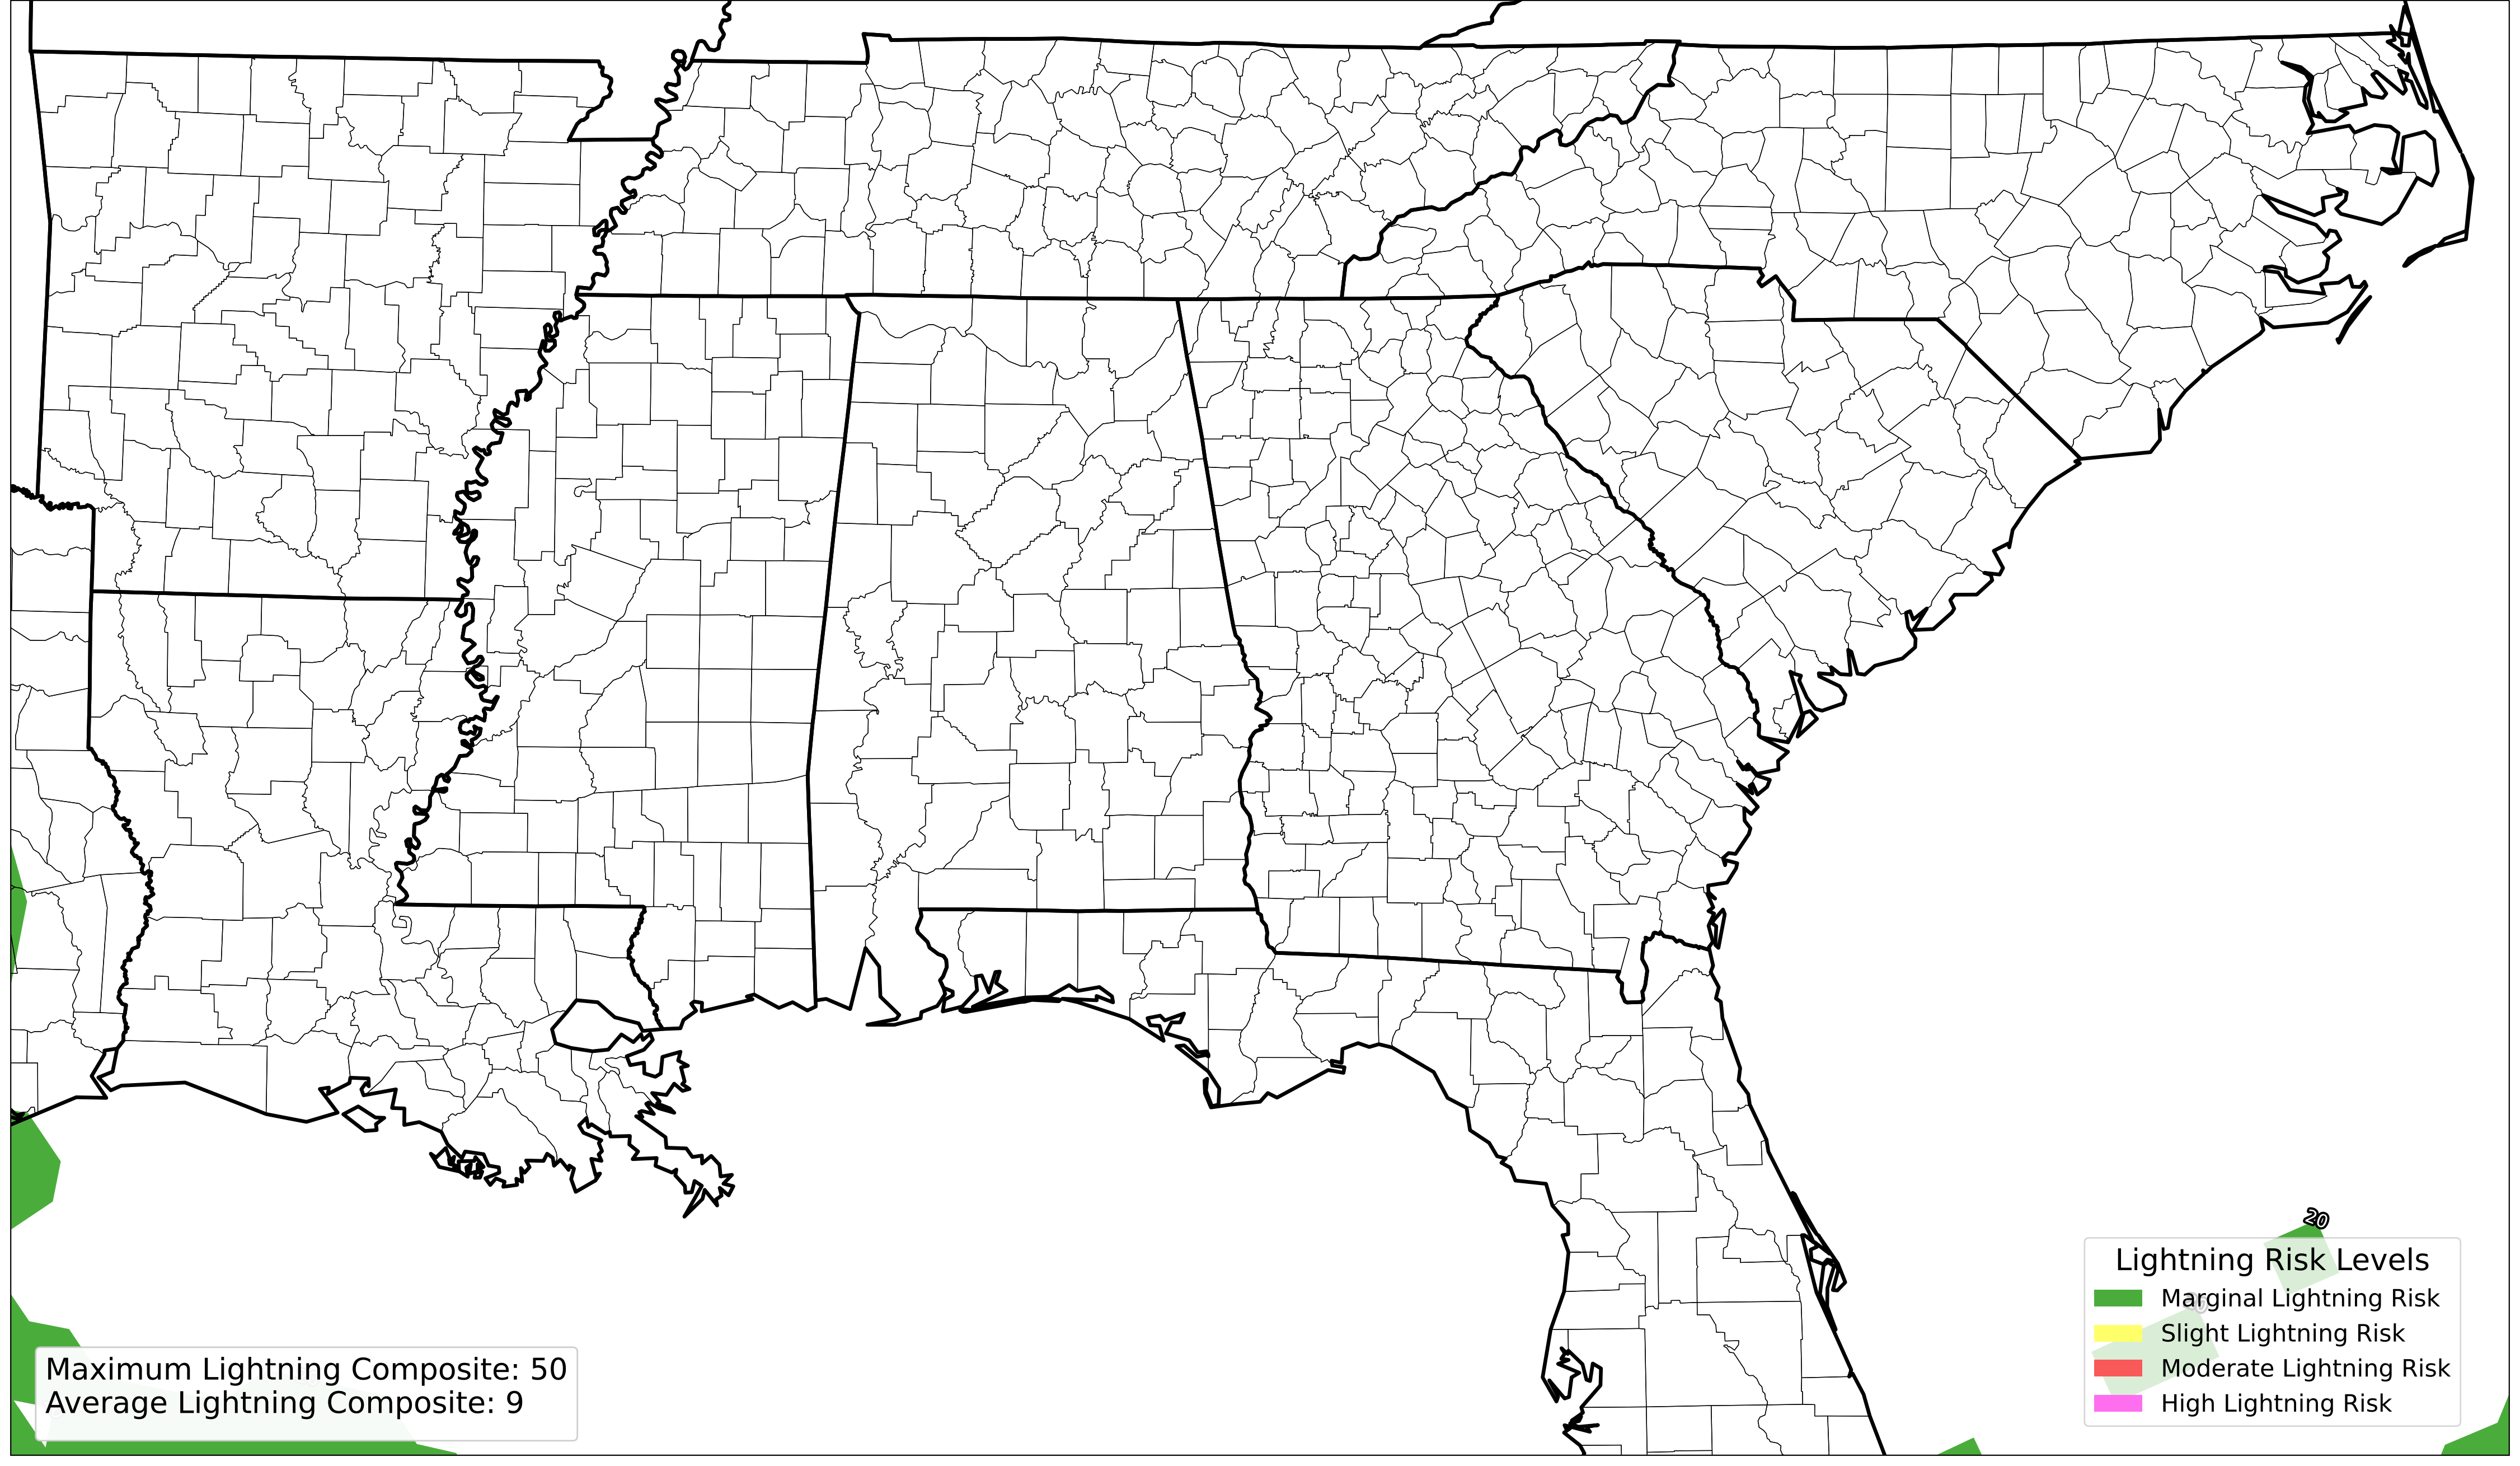 20
Lightning Risk Levels
Marginal Lightning Risk
Slight Lightning Risk
Moderate Lightning Risk
High Lightning Risk
Maximum Lightning Composite: 50
Average Lightning Composite: 9